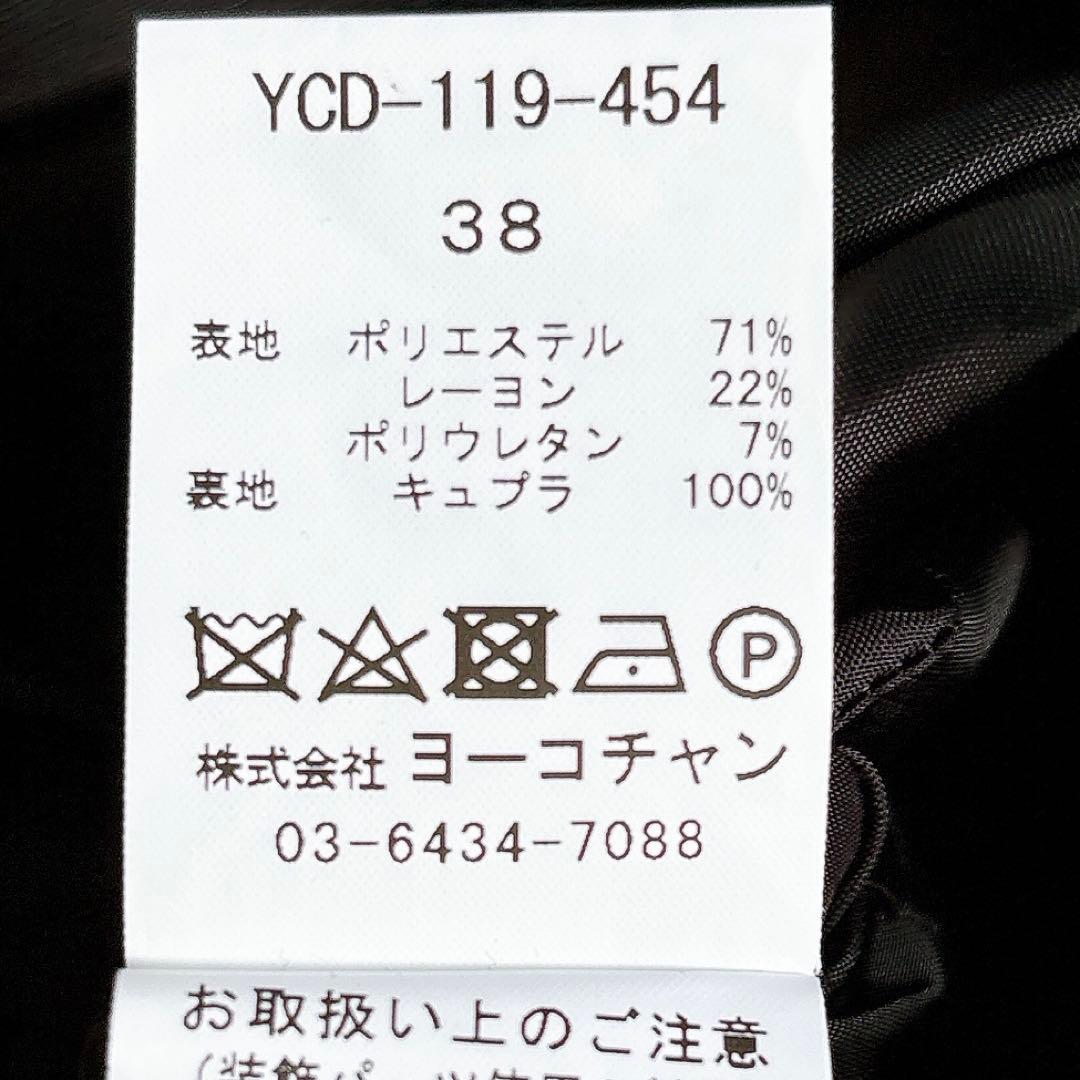 YCD-119-454
38
表地 ポリエステル 71%
レーヨン 22%
ポリウレタン 7%
裏地 キュプラ 100%
P
株式会社 ヨーコチャン
03-6434-7088
お取扱い上のご注意